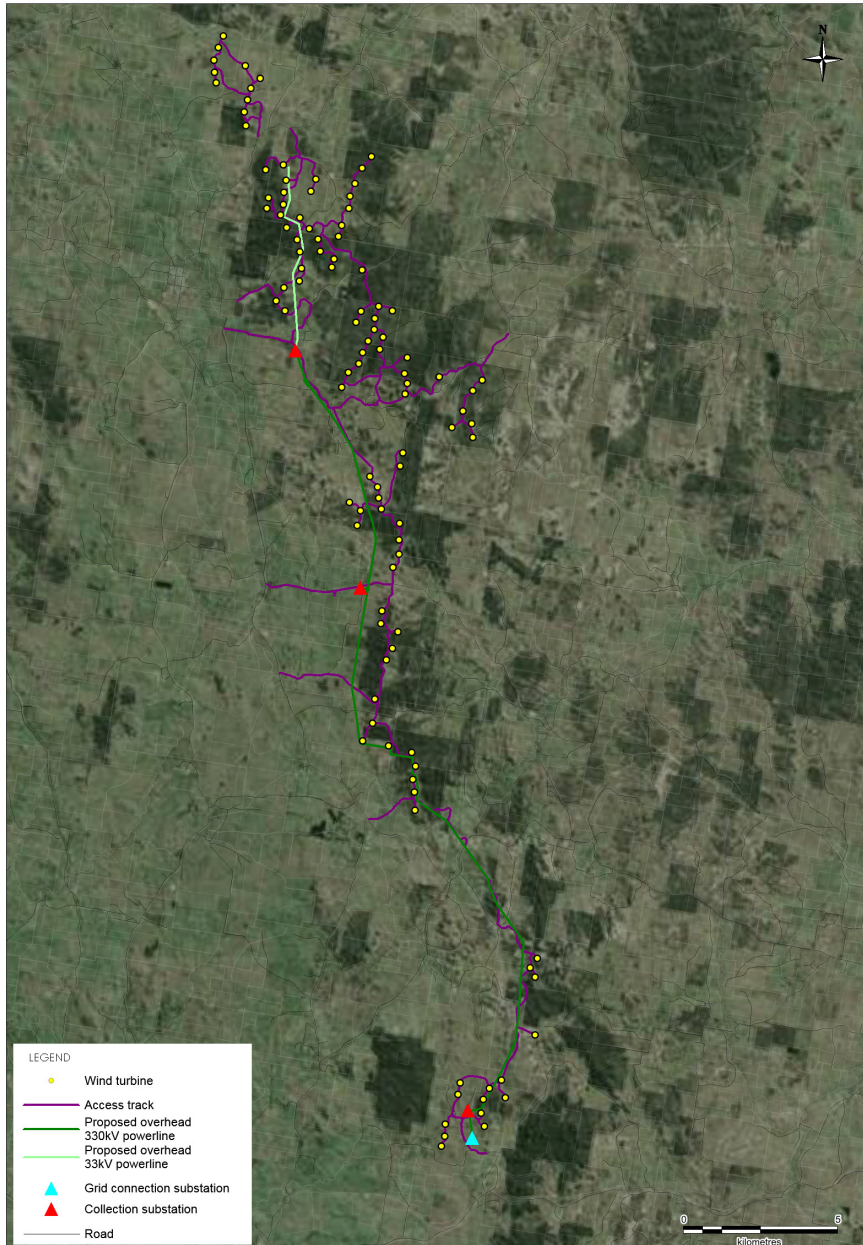 N
LEGEND
Wind turbine
Access track
Proposed overhead
330kV powerline
Proposed overhead
33kV powerline
Grid connection substation
Collection substation
Road
0 5
kilometres